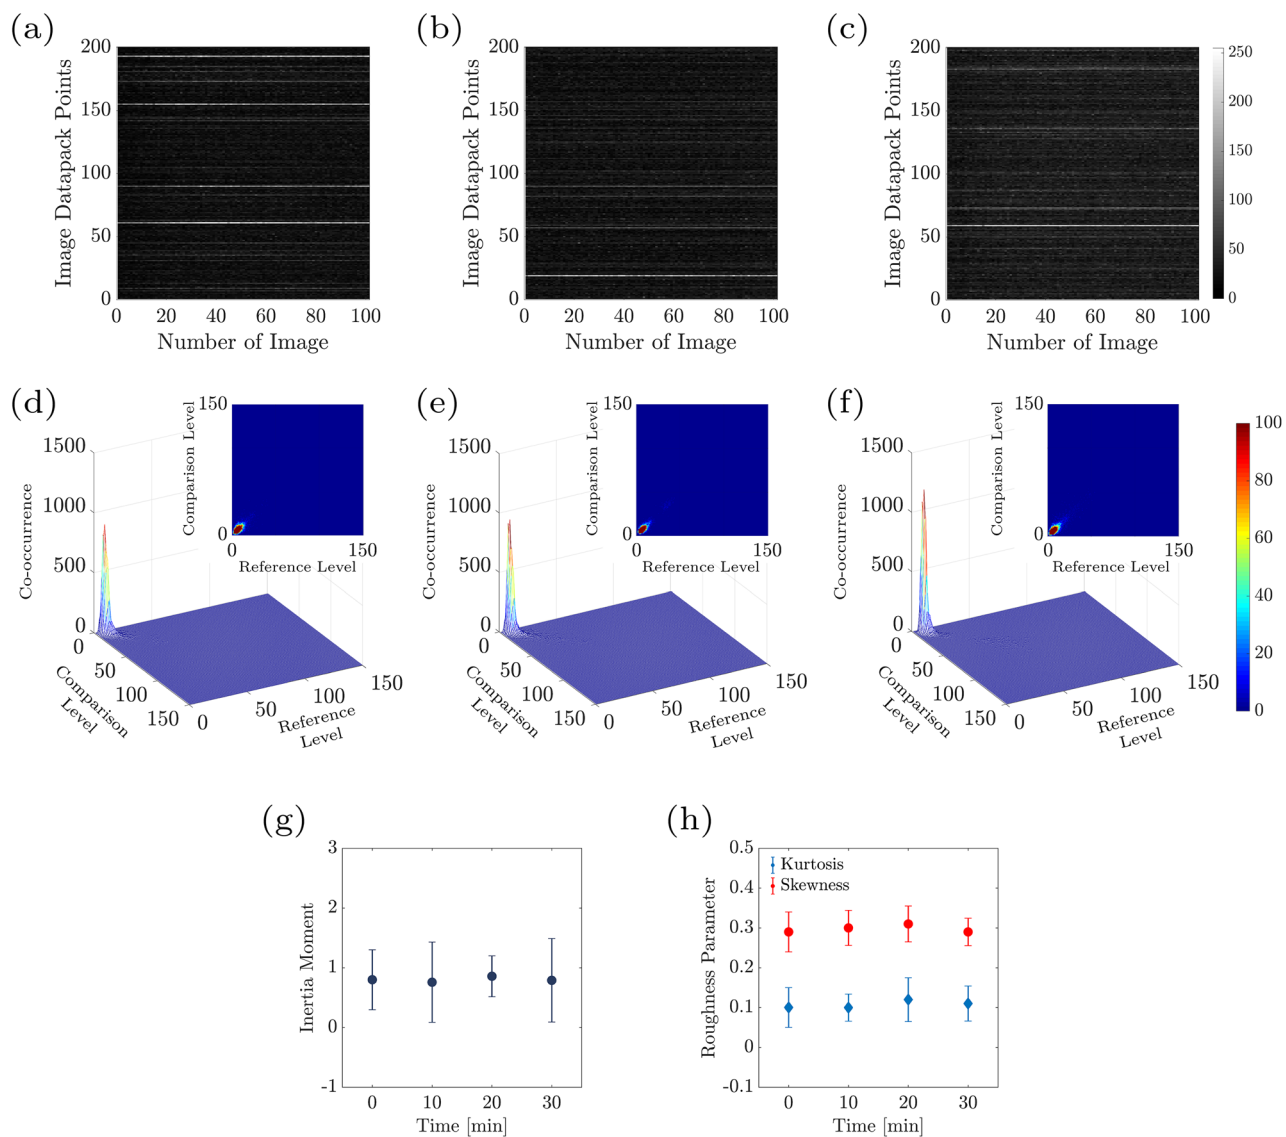 (a)
(b)
(c)
200
150
100
50
0
Image Datapack Points
0 20 40 60 80 100
Number of Image
200
150
100
50
0
Image Datapack Points
0 20 40 60 80 100
Number of Image
200
150
100
50
0
Image Datapack Points
0 20 40 60 80 100
Number of Image
250
200
150
100
50
0
(d)
1500
1000
500
0
Co-occurrence
0
50
100
150
Comparison
Level
0
50
100
150
Reference
Level
150
0
Comparison Level
0 150
Reference Level
(e)
1500
1000
500
0
Co-occurrence
0
50
100
150
Comparison
Level
0
50
100
150
Reference
Level
150
0
Comparison Level
0 150
Reference Level
(f)
1500
1000
500
0
Co-occurrence
0
50
100
150
Comparison
Level
0
50
100
150
Reference
Level
150
0
Comparison Level
0 150
Reference Level
100
80
60
40
20
0
(g)
3
2
1
0
-1
Inertia Moment
0 10 20 30
Time [min]
(h)
0.5
0.4
0.3
0.2
0.1
0
-0.1
Roughness Parameter
Kurtosis
Skewness
0 10 20 30
Time [min]